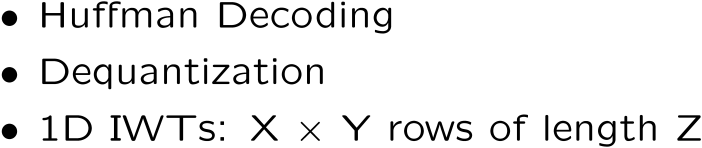 • Huffman Decoding
• Dequantization
• 1D IWTs: X × Y rows of length Z